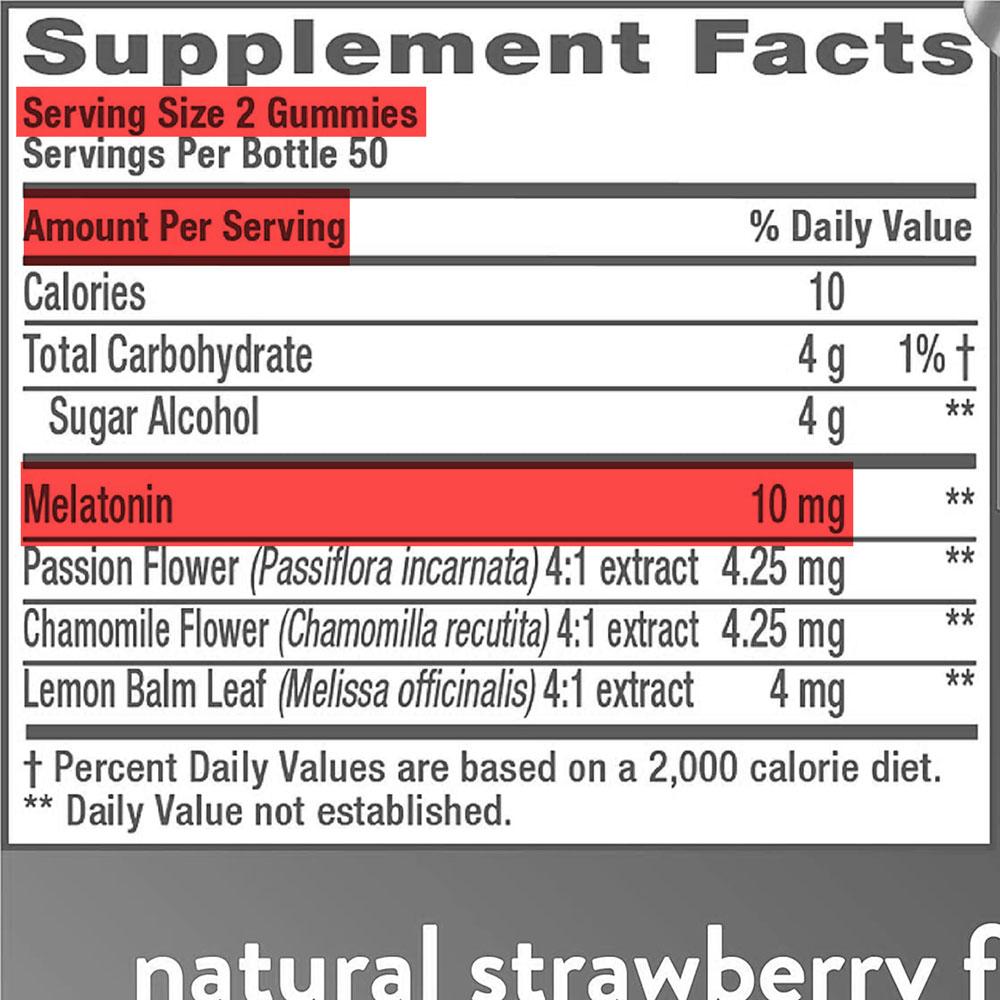 Supplement Facts
Serving Size 2 Gummies
Servings Per Bottle 50
Amount Per Serving % Daily Value
Calories 10
Total Carbohydrate 4 g 1% †
Sugar Alcohol 4 g **
Melatonin 10 mg **
Passion Flower (Passiflora incarnata) 4:1 extract 4.25 mg **
Chamomile Flower (Chamomilla recutita) 4:1 extract 4.25 mg **
Lemon Balm Leaf (Melissa officinalis) 4:1 extract 4 mg **
† Percent Daily Values are based on a 2,000 calorie diet.
** Daily Value not established.
natural strawberry f